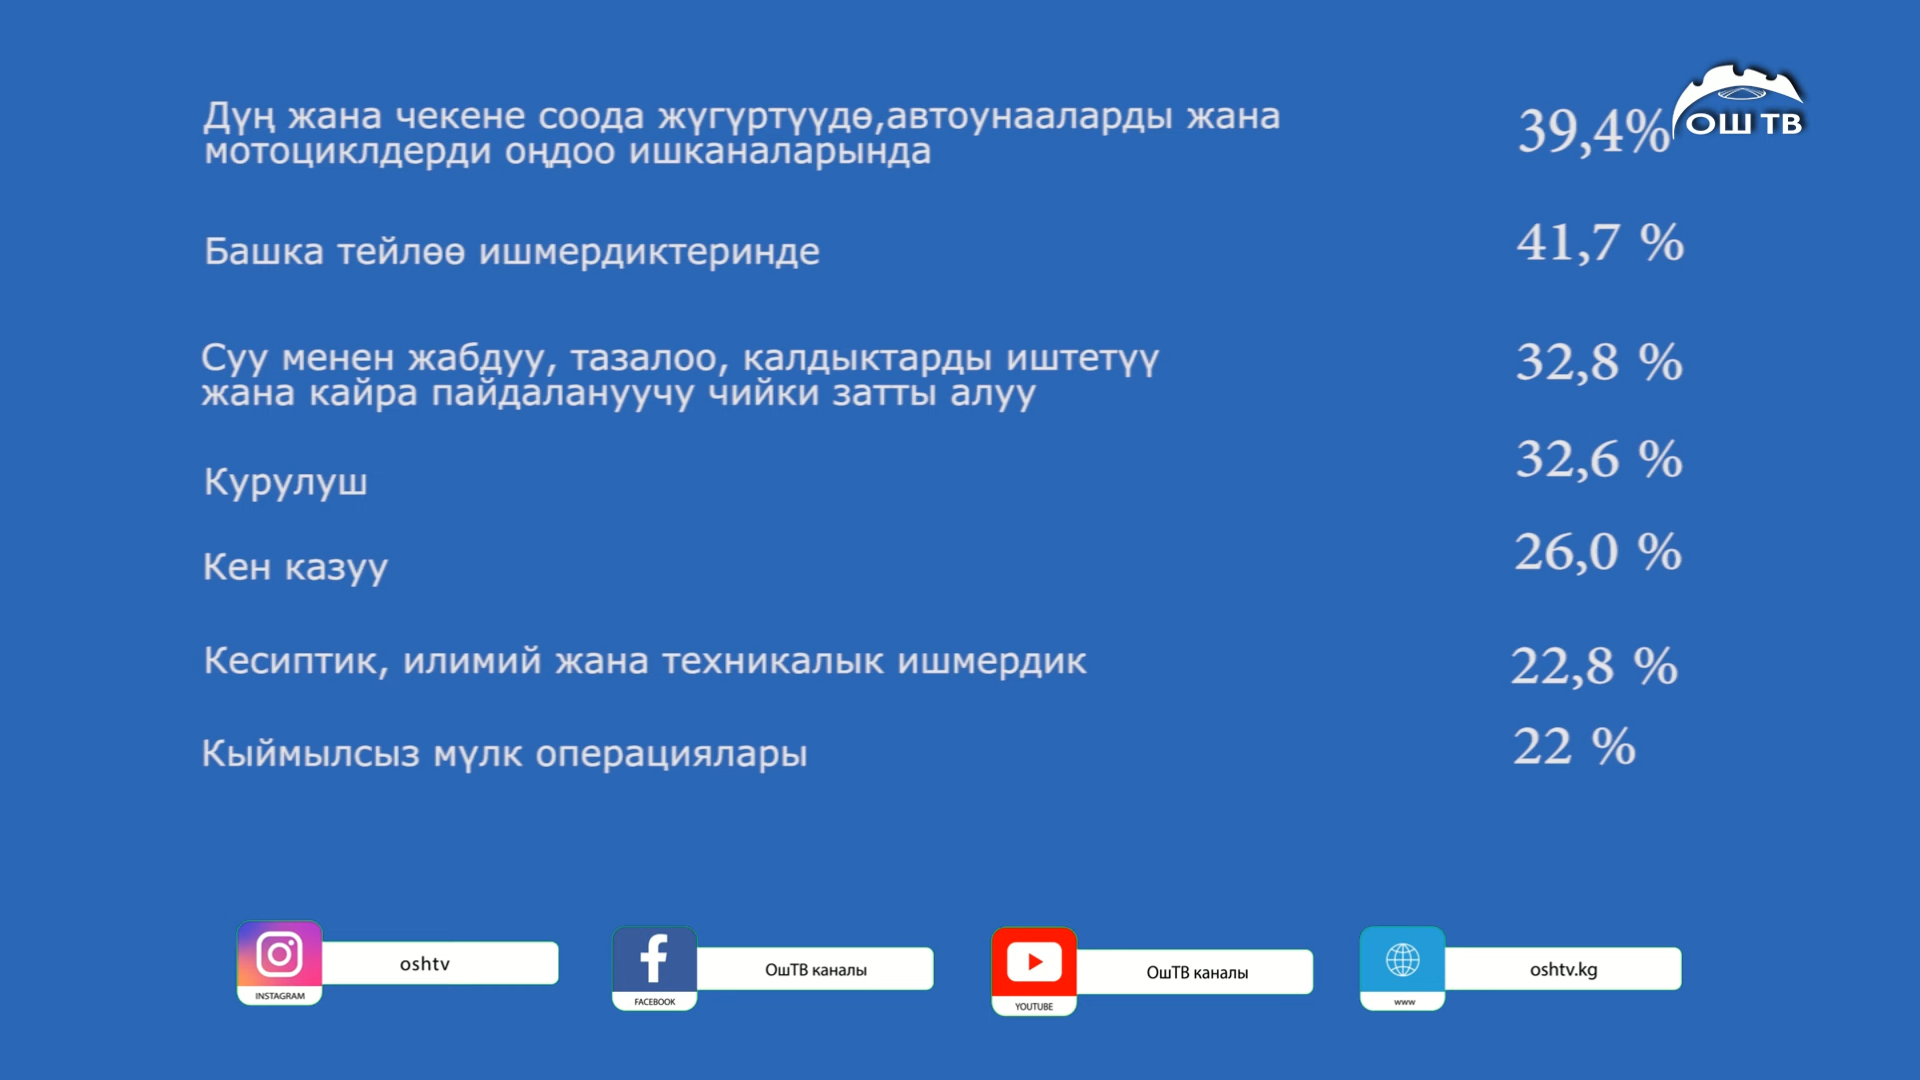 Дүң жана чекене соода жүгүртүүдө,автоунааларды жана
мотоциклдерди оңдоо ишканаларында
39,4%
ОШ ТВ
Башка тейлөө ишмердиктеринде
41,7 %
Суу менен жабдуу, тазалоо, калдыктарды иштетүү
жана кайра пайдалануучу чийки затты алуу
32,8 %
Курулуш
32,6 %
Кен казуу
26,0 %
Кесиптик, илимий жана техникалык ишмердик
22,8 %
Кыймылсыз мүлк операциялары
22 %
INSTAGRAM
oshtv
FACEBOOK
ОшТВ каналы
YOUTUBE
ОшТВ каналы
www
oshtv.kg